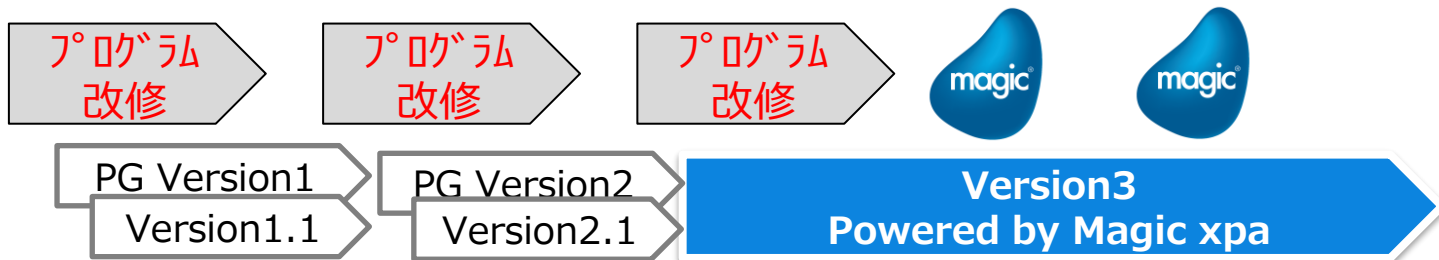 ﾌﾟﾛｸﾞﾗﾑ
改修
ﾌﾟﾛｸﾞﾗﾑ
改修
ﾌﾟﾛｸﾞﾗﾑ
改修
magic®
magic®
PG Version1
Version1.1
PG Version2
Version2.1
Version3
Powered by Magic xpa